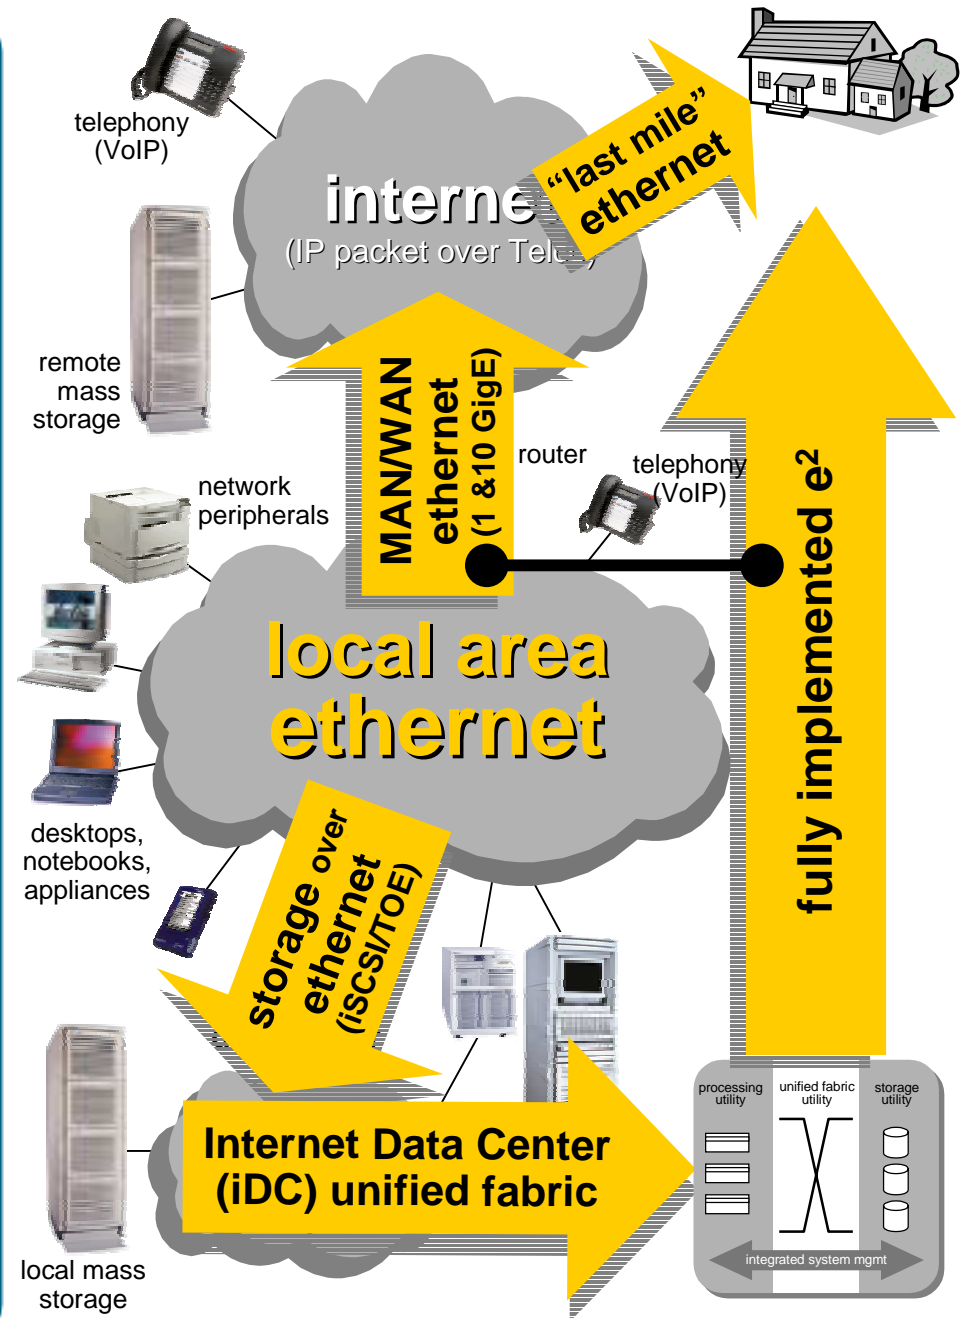 telephony
(VoIP)
"last mile"
ethernet
interne
(IP packet over Tel
remote
mass
storage
MAN/WAN
ethernet
(1 &10 GigE)
router
telephony
(VoIP)
network
peripherals
fully implemented e²
local area
ethernet
desktops,
notebooks,
appliances
storage over
ethernet
(iSCSI/TOE)
Internet Data Center
(iDC) unified fabric
processing
utility
unified fabric
utility
storage
utility
integrated system mgmt
local mass
storage